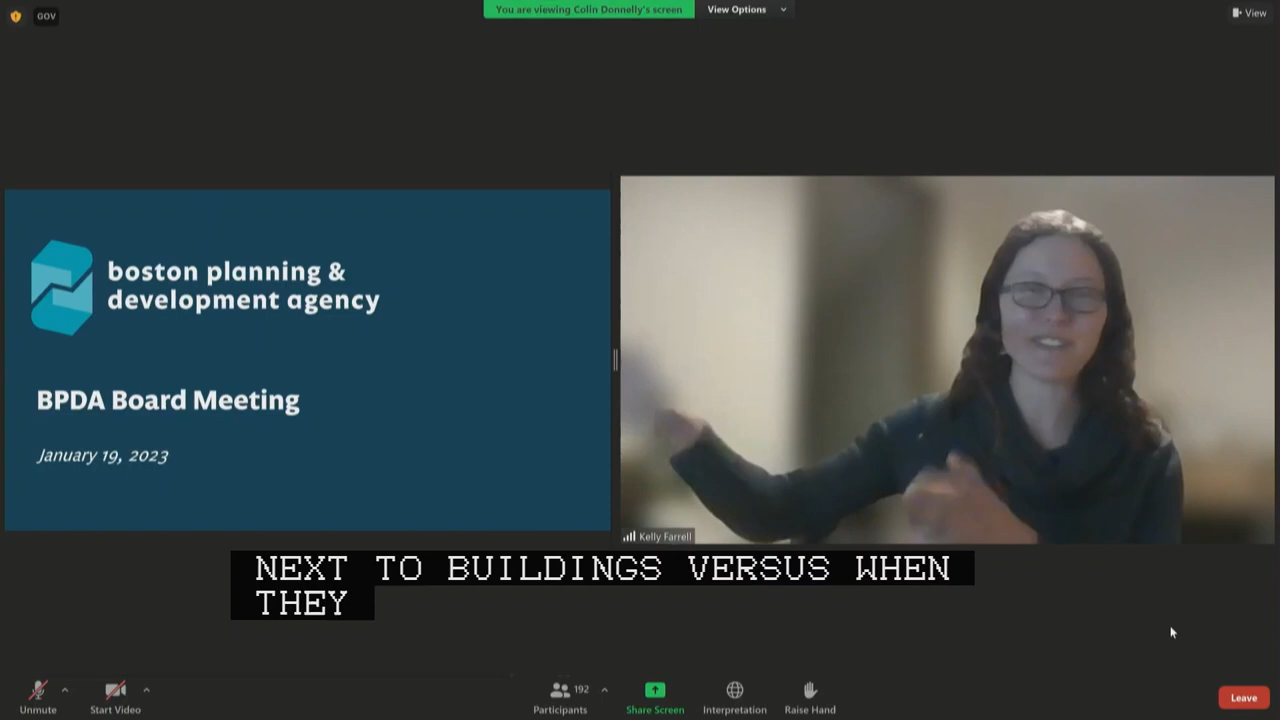 GOV
You are viewing Colin Donnelly's screen
View Options
View
boston planning &
development agency
BPDA Board Meeting
January 19, 2023
Kelly Farrell
NEXT TO BUILDINGS VERSUS WHEN
THEY
Unmute
Start Video
192
Participants
Share Screen
Interpretation
Raise Hand
Leave